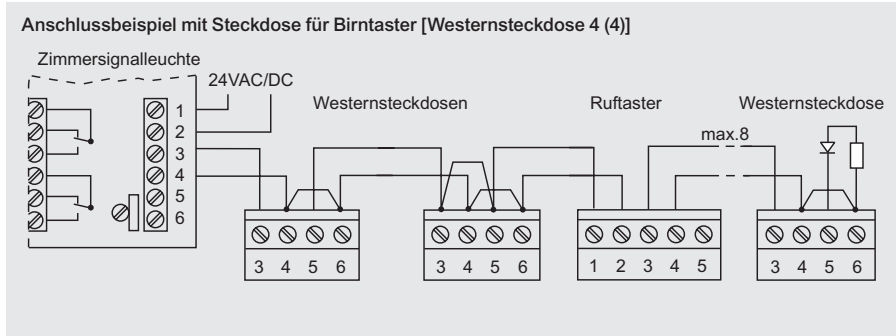 Anschlussbeispiel mit Steckdose für Birntaster [Westernsteckdose 4 (4)]
Zimmersignalleuchte
24VAC/DC
Westernsteckdosen
Ruftaster
Westernsteckdose
max.8
1
2
3
4
5
6
3 4 5 6
3 4 5 6
1 2 3 4 5
3 4 5 6